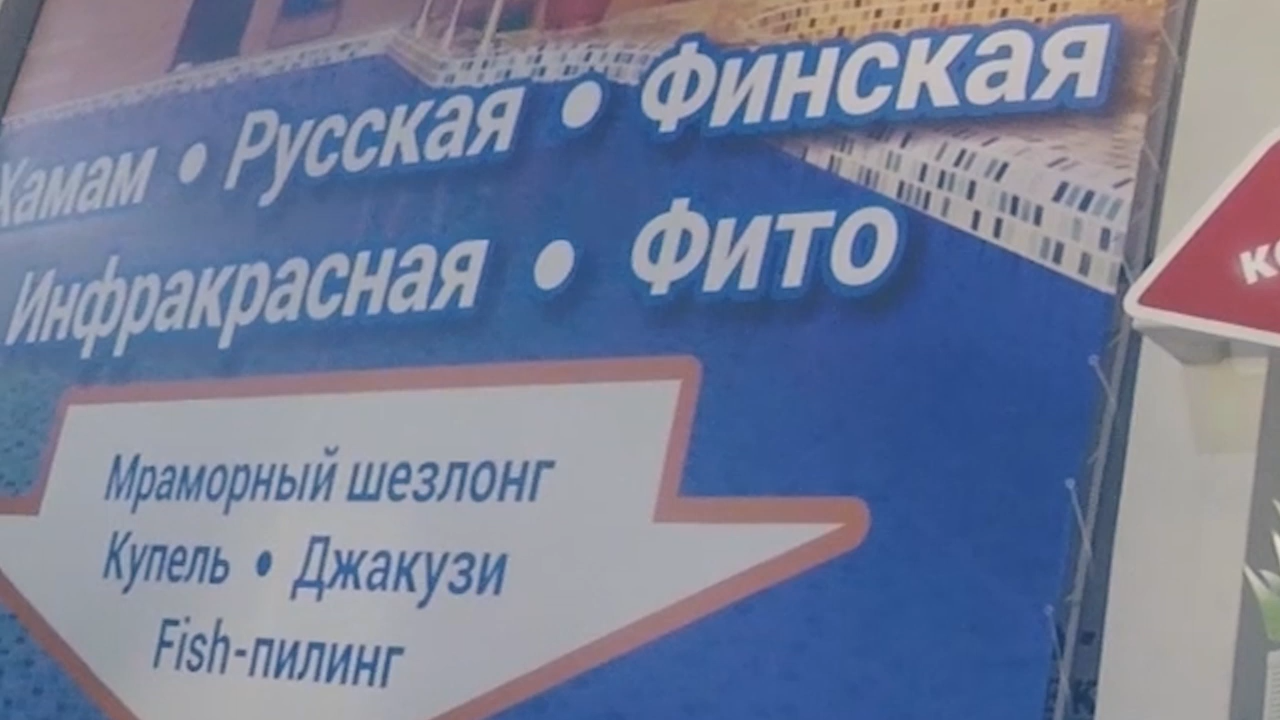 Хамам • Русская • Финская
Инфракрасная • Фито
Мраморный шезлонг
Купель • Джакузи
Fish-пилинг